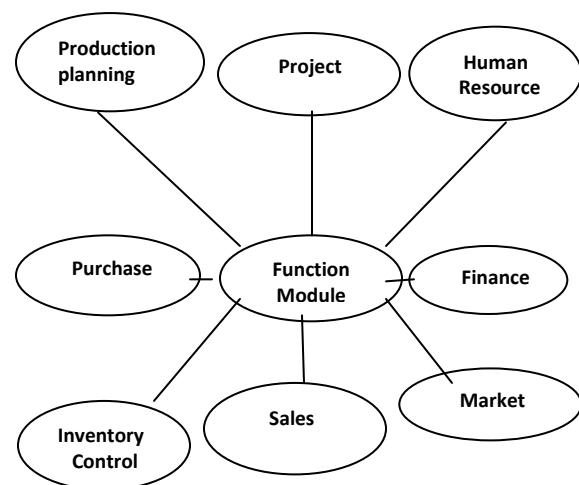 Production
planning
Project
Human
Resource
Purchase
Function
Module
Finance
Inventory
Control
Sales
Market